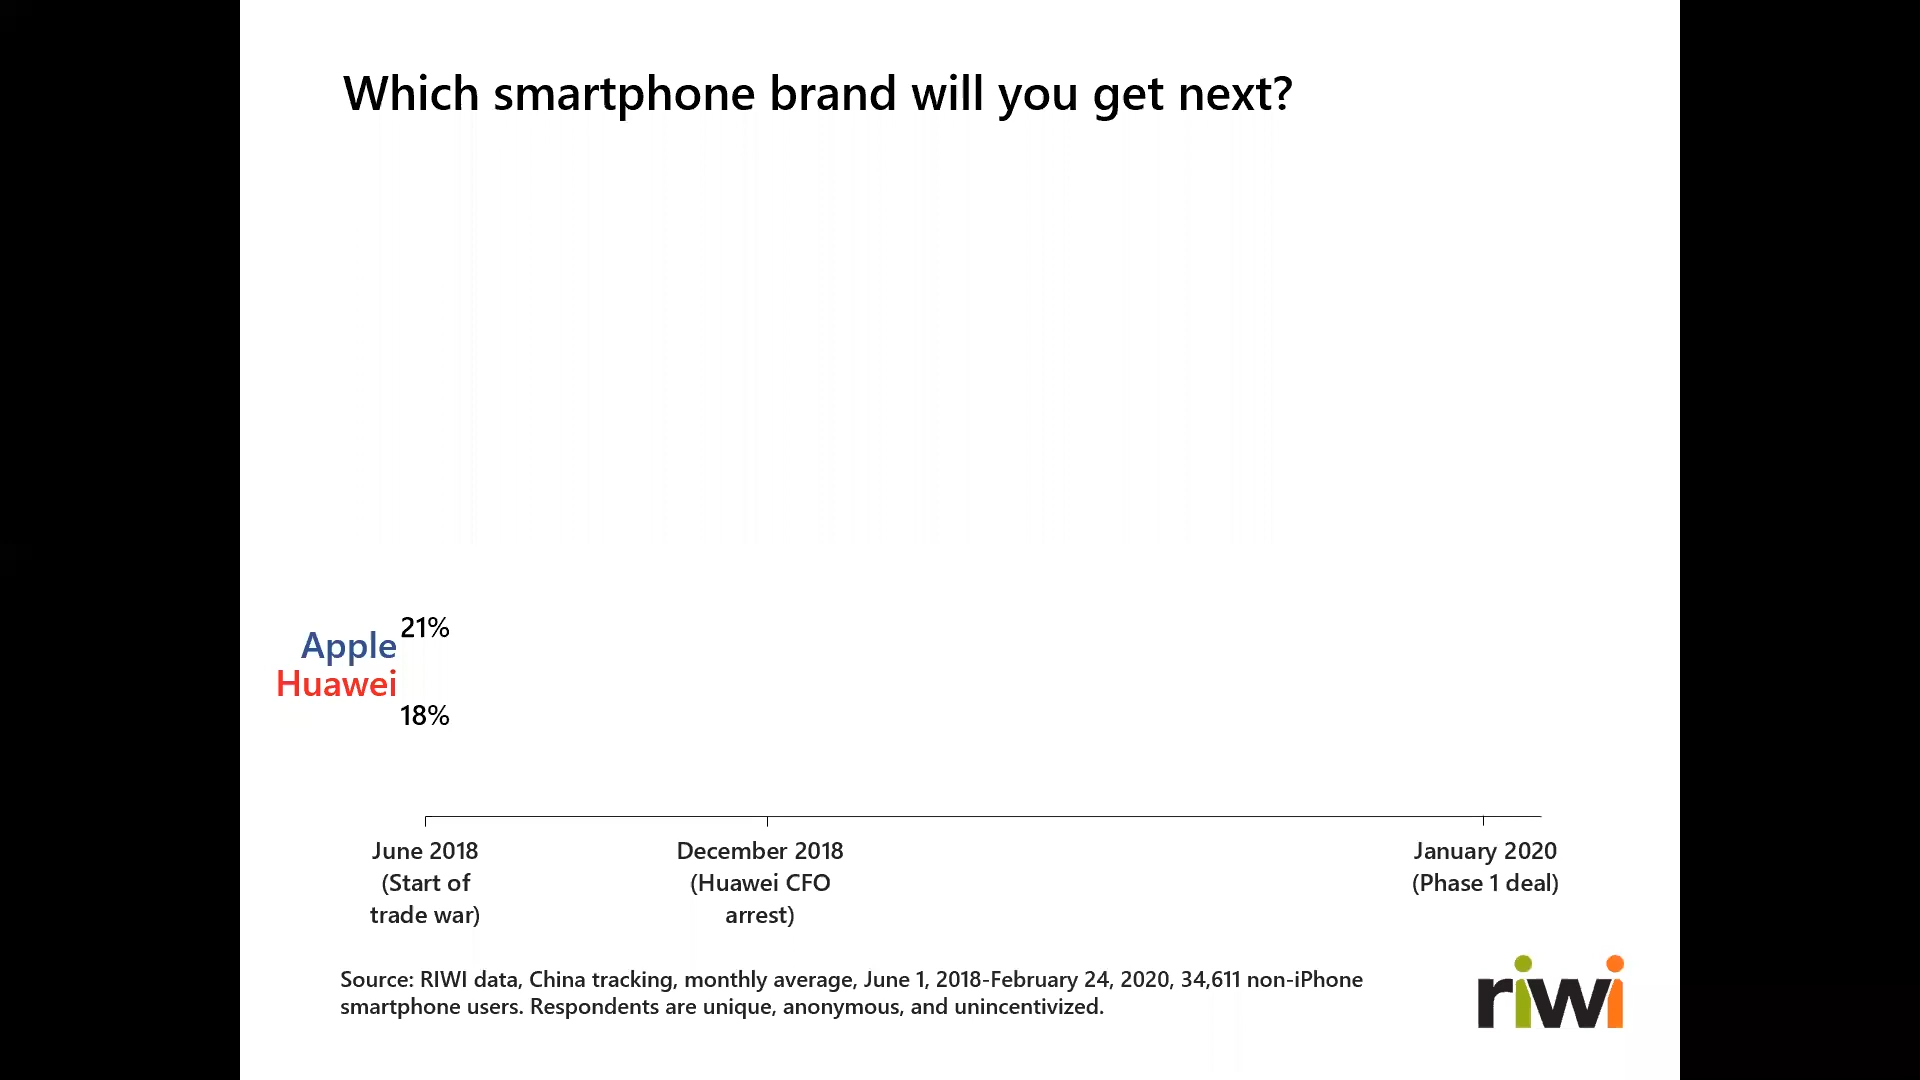 Which smartphone brand will you get next?
21%
Apple
Huawei
18%
June 2018
(Start of
trade war)
December 2018
(Huawei CFO
arrest)
January 2020
(Phase 1 deal)
Source: RIWI data, China tracking, monthly average, June 1, 2018-February 24, 2020, 34,611 non-iPhone
smartphone users. Respondents are unique, anonymous, and unincentivized.
riwi